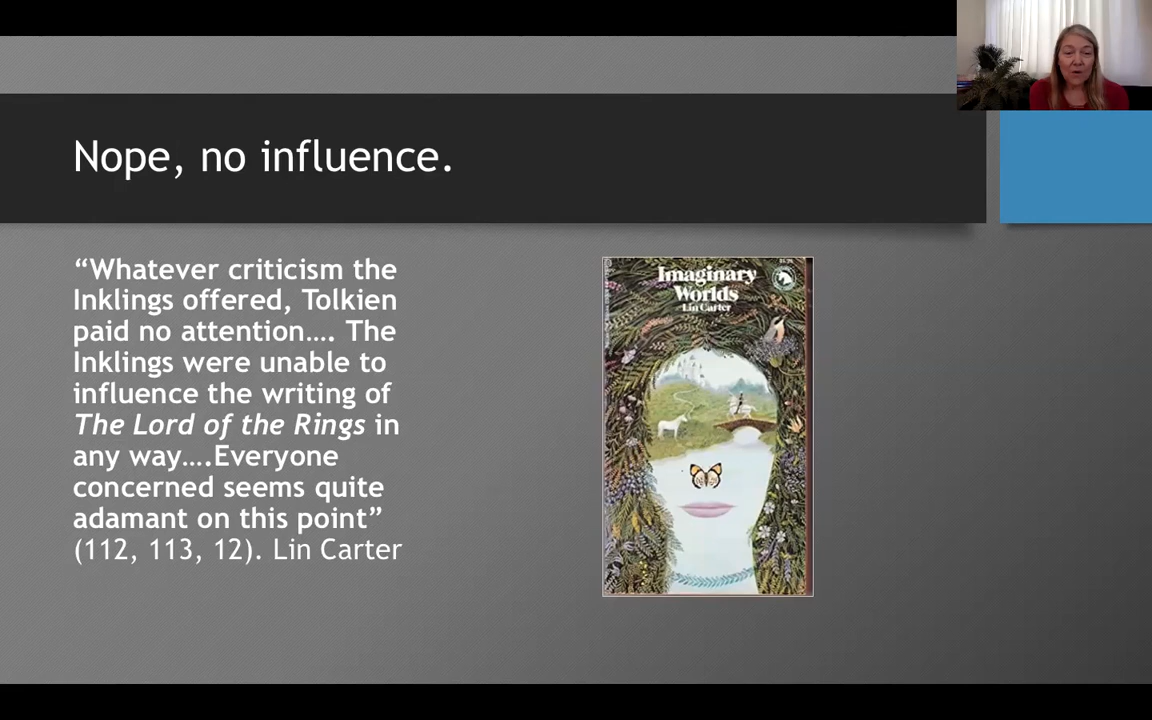 Nope, no influence.
“Whatever criticism the
Inklings offered, Tolkien
paid no attention…. The
Inklings were unable to
influence the writing of
The Lord of the Rings in
any way….Everyone
concerned seems quite
adamant on this point”
(112, 113, 12). Lin Carter
Imaginary
Worlds
Lin Carter